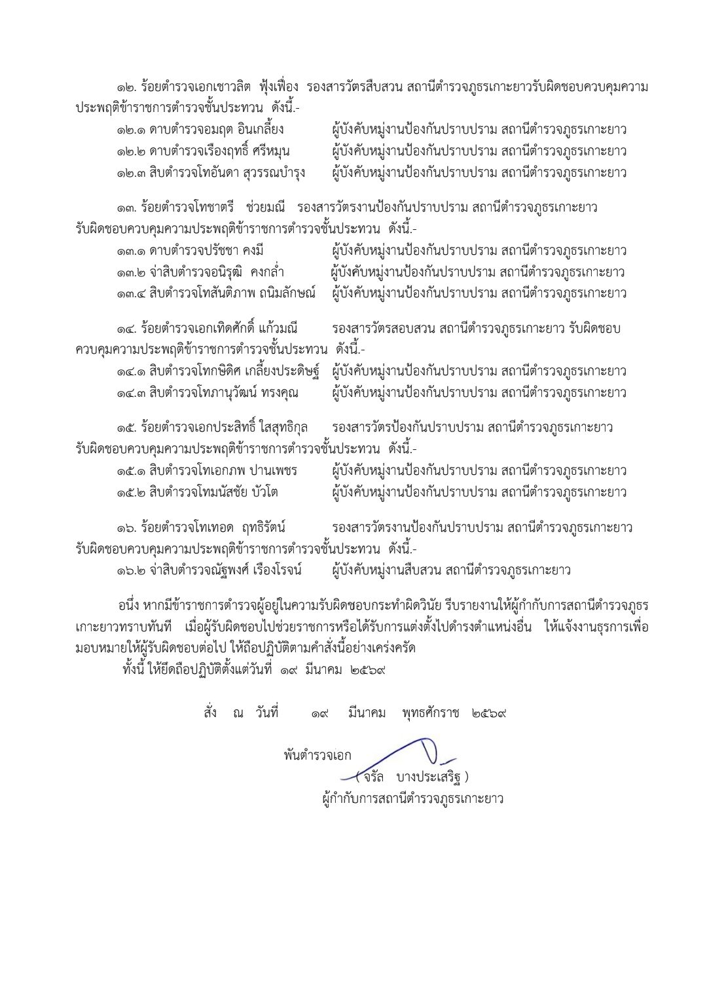 ๑๒. ร้อยตำรวจเอกเชาวลิต ฟุ้งเฟื่อง รองสารวัตรสืบสวน สถานีตำรวจภูธรเกาะยาวรับผิดชอบควบคุมความ
ประพฤติข้าราชการตำรวจชั้นประทวน ดังนี้.-
๑๒.๑ ดาบตำรวจอมฤต อินเกลี้ยง ผู้บังคับหมู่งานป้องกันปราบปราม สถานีตำรวจภูธรเกาะยาว
๑๒.๒ ดาบตำรวจเรืองฤทธิ์ ศรีหมุน ผู้บังคับหมู่งานป้องกันปราบปราม สถานีตำรวจภูธรเกาะยาว
๑๒.๓ สิบตำรวจโทอันดา สุวรรณบำรุง ผู้บังคับหมู่งานป้องกันปราบปราม สถานีตำรวจภูธรเกาะยาว
๑๓. ร้อยตำรวจโทชาตรี ช่วยมณี รองสารวัตรงานป้องกันปราบปราม สถานีตำรวจภูธรเกาะยาว
รับผิดชอบควบคุมความประพฤติข้าราชการตำรวจชั้นประทวน ดังนี้.-
๑๓.๑ ดาบตำรวจปรัชชา คงมี ผู้บังคับหมู่งานป้องกันปราบปราม สถานีตำรวจภูธรเกาะยาว
๑๓.๒ จ่าสิบตำรวจอนิรุฒิ คงกล่ำ ผู้บังคับหมู่งานป้องกันปราบปราม สถานีตำรวจภูธรเกาะยาว
๑๓.๔ สิบตำรวจโทสันติภาพ ถนิมลักษณ์ ผู้บังคับหมู่งานป้องกันปราบปราม สถานีตำรวจภูธรเกาะยาว
๑๔. ร้อยตำรวจเอกเทิดศักดิ์ แก้วมณี รองสารวัตรสอบสวน สถานีตำรวจภูธรเกาะยาว รับผิดชอบ
ควบคุมความประพฤติข้าราชการตำรวจชั้นประทวน ดังนี้.-
๑๔.๑ สิบตำรวจโทกษิดิศ เกลี้ยงประดิษฐ์ ผู้บังคับหมู่งานป้องกันปราบปราม สถานีตำรวจภูธรเกาะยาว
๑๔.๓ สิบตำรวจโทภานุวัฒน์ ทรงคุณ ผู้บังคับหมู่งานป้องกันปราบปราม สถานีตำรวจภูธรเกาะยาว
๑๕. ร้อยตำรวจเอกประสิทธิ์ ใสสุทธิกุล รองสารวัตรป้องกันปราบปราม สถานีตำรวจภูธรเกาะยาว
รับผิดชอบควบคุมความประพฤติข้าราชการตำรวจชั้นประทวน ดังนี้.-
๑๕.๑ สิบตำรวจโทเอกภพ ปานเพชร ผู้บังคับหมู่งานป้องกันปราบปราม สถานีตำรวจภูธรเกาะยาว
๑๕.๒ สิบตำรวจโทมนัสชัย บัวโต ผู้บังคับหมู่งานป้องกันปราบปราม สถานีตำรวจภูธรเกาะยาว
๑๖. ร้อยตำรวจโทเทอด ฤทธิรัตน์ รองสารวัตรงานป้องกันปราบปราม สถานีตำรวจภูธรเกาะยาว
รับผิดชอบควบคุมความประพฤติข้าราชการตำรวจชั้นประทวน ดังนี้.-
๑๖.๒ จ่าสิบตำรวจณัฐพงศ์ เรืองโรจน์ ผู้บังคับหมู่งานสืบสวน สถานีตำรวจภูธรเกาะยาว
อนึ่ง หากมีข้าราชการตำรวจผู้อยู่ในความรับผิดชอบกระทำผิดวินัย รีบรายงานให้ผู้กำกับการสถานีตำรวจภูธร
เกาะยาวทราบทันที เมื่อผู้รับผิดชอบไปช่วยราชการหรือได้รับการแต่งตั้งไปดำรงตำแหน่งอื่น ให้แจ้งงานธุรการเพื่อ
มอบหมายให้ผู้รับผิดชอบต่อไป ให้ถือปฏิบัติตามคำสั่งนี้อย่างเคร่งครัด
ทั้งนี้ ให้ยึดถือปฏิบัติตั้งแต่วันที่ ๑๙ มีนาคม ๒๕๖๙
สั่ง ณ วันที่ ๑๙ มีนาคม พุทธศักราช ๒๕๖๙
พันตำรวจเอก
( จรัล บางประเสริฐ )
ผู้กำกับการสถานีตำรวจภูธรเกาะยาว